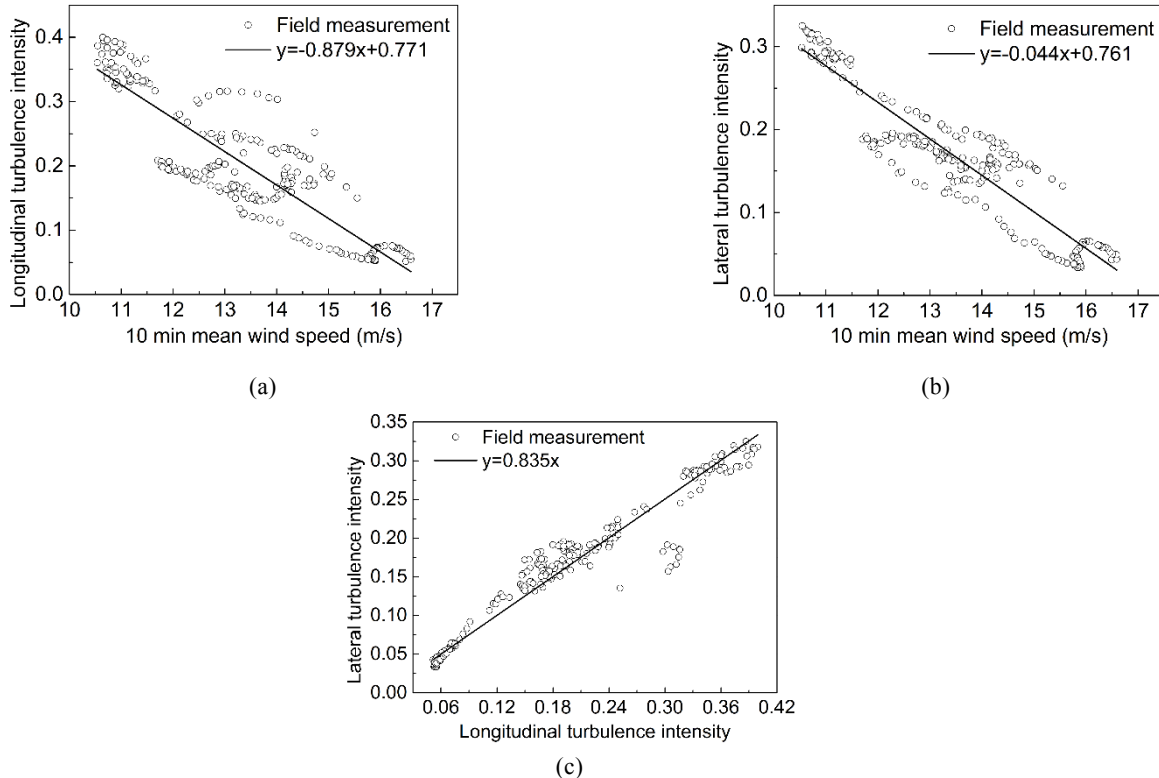 Field measurement
y=-0.879x+0.771
0.4
0.3
0.2
0.1
0.0
Longitudinal turbulence intensity
10 11 12 13 14 15 16 17
10 min mean wind speed (m/s)
(a)
Field measurement
y=-0.044x+0.761
0.3
0.2
0.1
0.0
Lateral turbulence intensity
10 11 12 13 14 15 16 17
10 min mean wind speed (m/s)
(b)
Field measurement
y=0.835x
0.35
0.30
0.25
0.20
0.15
0.10
0.05
0.00
Lateral turbulence intensity
0.06 0.12 0.18 0.24 0.30 0.36 0.42
Longitudinal turbulence intensity
(c)